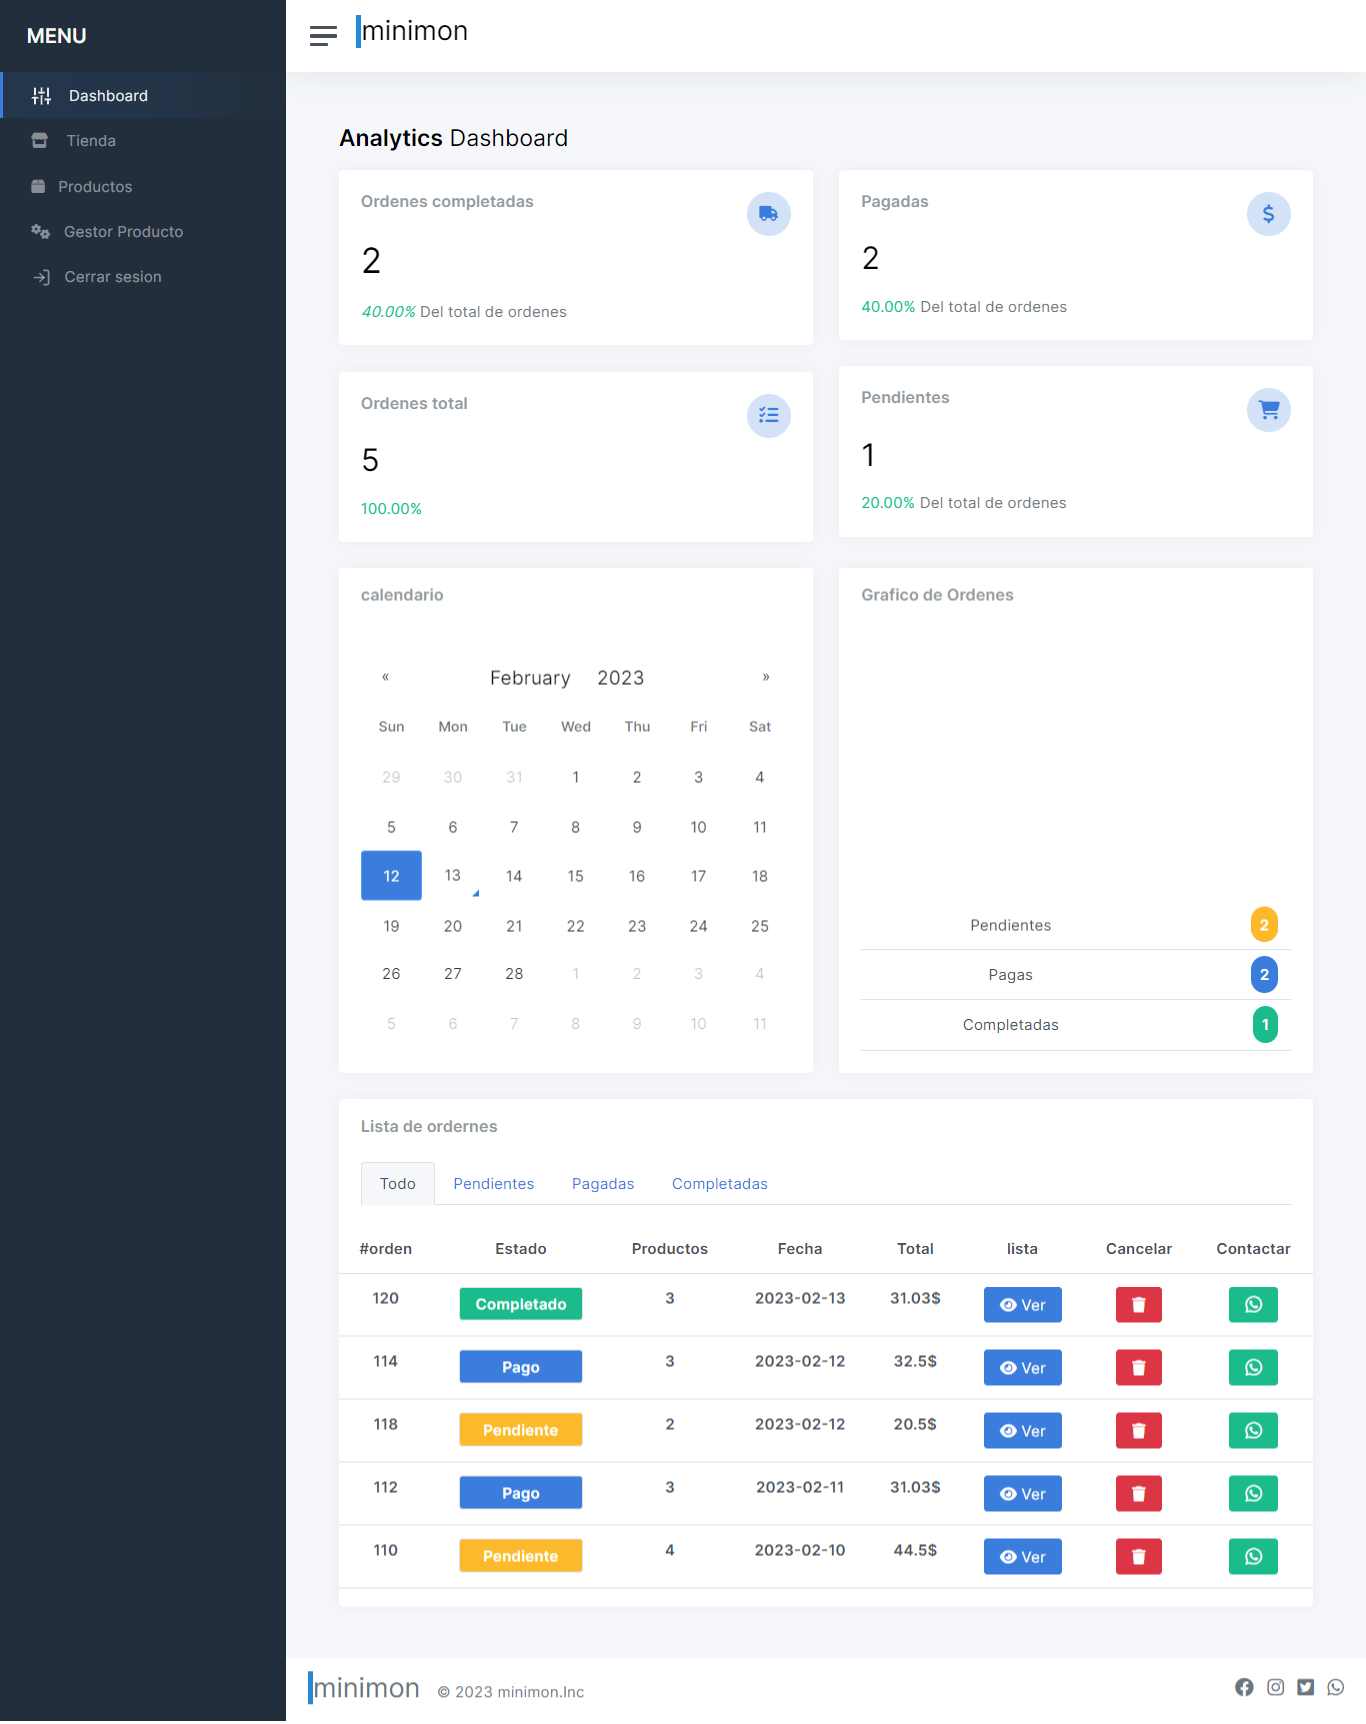 MENU
Dashboard
Tienda
Productos
Gestor Producto
Cerrar sesion
minimon
Analytics Dashboard
Ordenes completadas
2
40.00% Del total de ordenes
Pagadas
2
40.00% Del total de ordenes
Ordenes total
5
100.00%
Pendientes
1
20.00% Del total de ordenes
calendario
« February 2023 »
Sun Mon Tue Wed Thu Fri Sat
29 30 31 1 2 3 4
5 6 7 8 9 10 11
12 13 14 15 16 17 18
19 20 21 22 23 24 25
26 27 28 1 2 3 4
5 6 7 8 9 10 11
Grafico de Ordenes
Pendientes 2
Pagas 2
Completadas 1
Lista de ordernes
Todo Pendientes Pagadas Completadas
#orden Estado Productos Fecha Total lista Cancelar Contactar
120 Completado 3 2023-02-13 31.03$ Ver
114 Pago 3 2023-02-12 32.5$ Ver
118 Pendiente 2 2023-02-12 20.5$ Ver
112 Pago 3 2023-02-11 31.03$ Ver
110 Pendiente 4 2023-02-10 44.5$ Ver
minimon © 2023 minimon.Inc